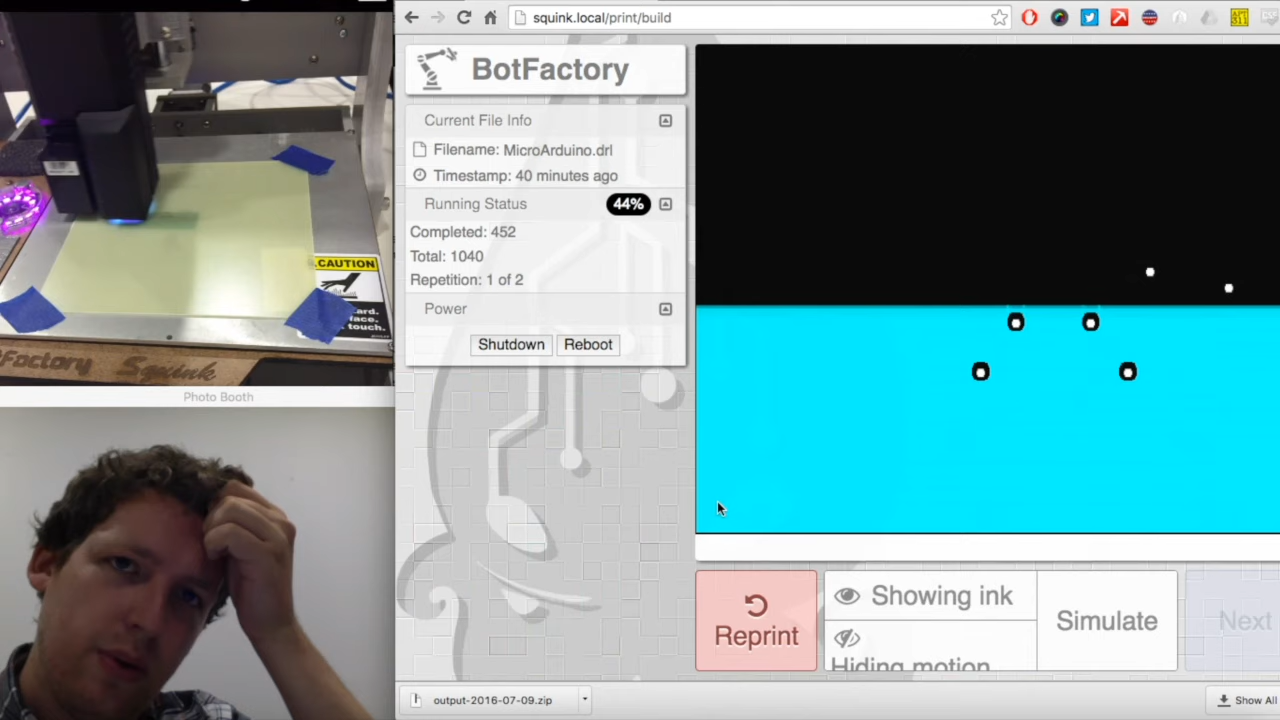 squink.local/print/build
BotFactory
Current File Info
Filename: MicroArduino.drl
Timestamp: 40 minutes ago
Running Status 44%
Completed: 452
Total: 1040
Repetition: 1 of 2
Power
Shutdown Reboot
CAUTION
Factory Squink
Photo Booth
Reprint
Showing ink
Hiding motion
Simulate
Next
output-2016-07-09.zip
Show All